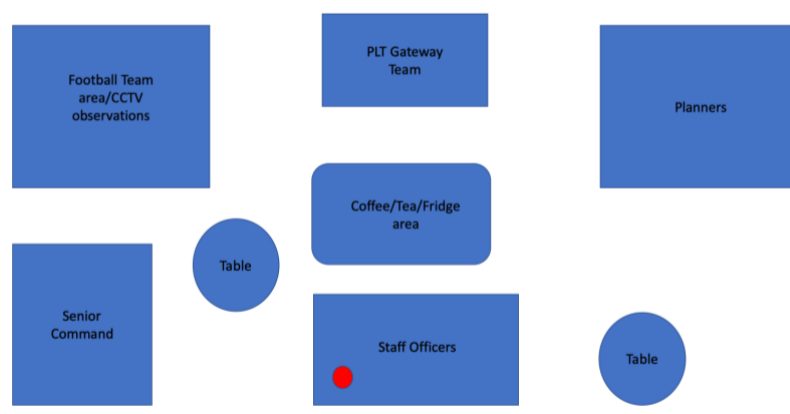 Football Team
area/CCTV
observations
PLT Gateway
Team
Planners
Coffee/Tea/Fridge
area
Table
Senior
Command
Staff Officers
Table